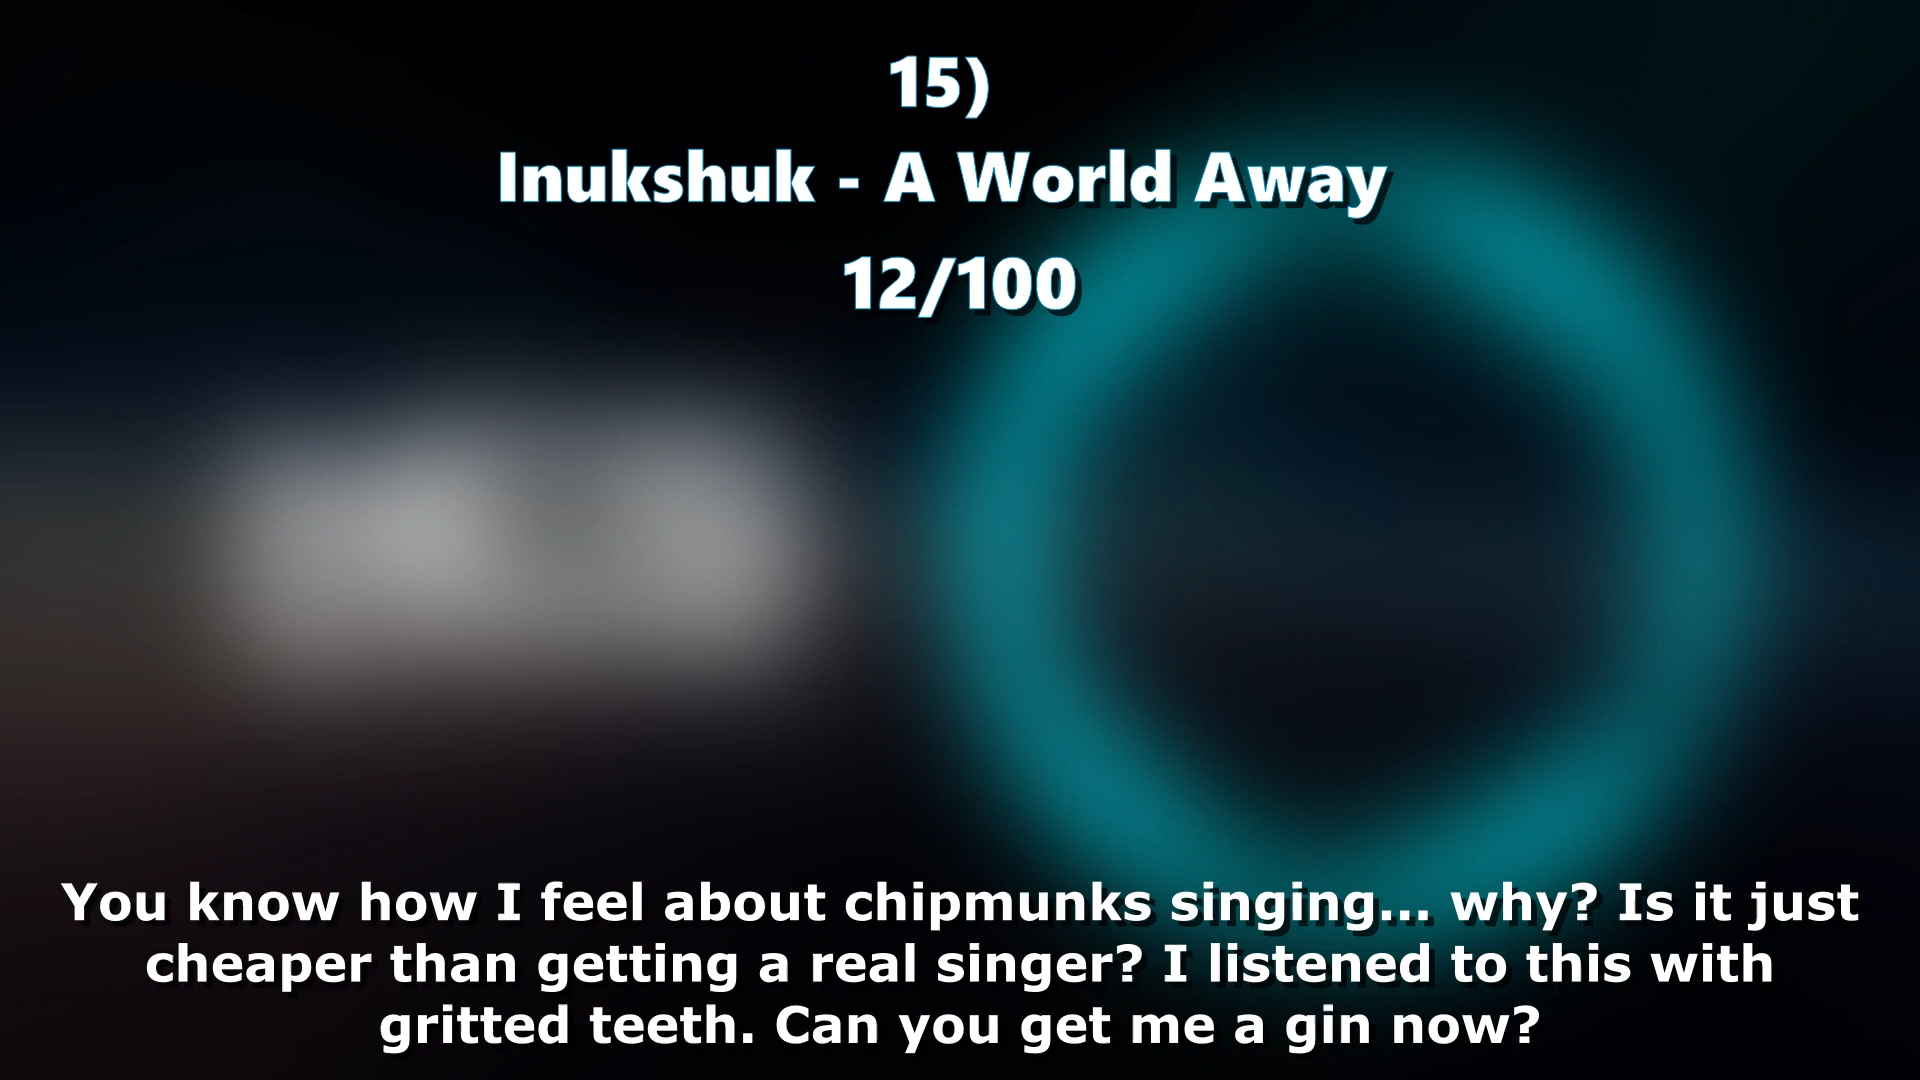 15)
Inukshuk - A World Away
12/100
You know how I feel about chipmunks singing... why? Is it just
cheaper than getting a real singer? I listened to this with
gritted teeth. Can you get me a gin now?